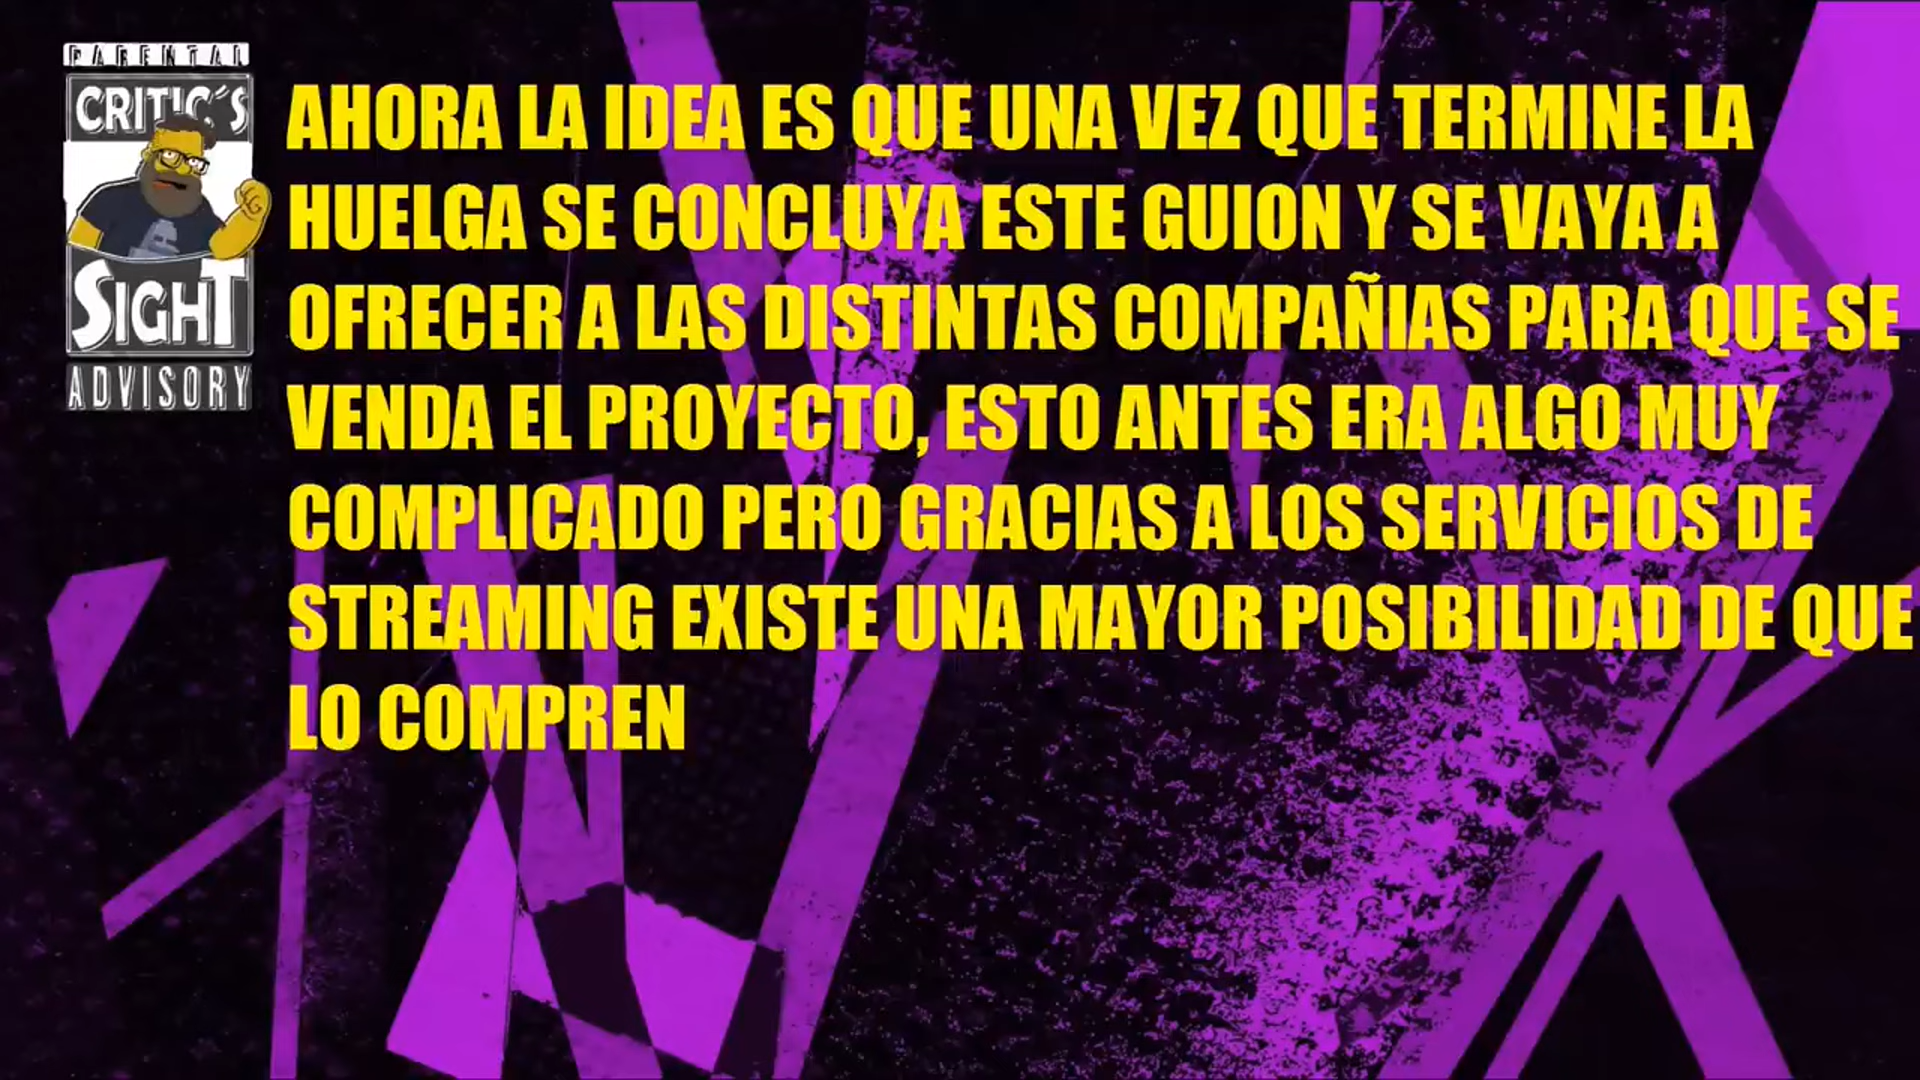 PARENTAL
CRITIC´S
SIGHT
ADVISORY
AHORA LA IDEA ES QUE UNA VEZ QUE TERMINE LA
HUELGA SE CONCLUYA ESTE GUION Y SE VAYA A
OFRECER A LAS DISTINTAS COMPAÑIAS PARA QUE SE
VENDA EL PROYECTO, ESTO ANTES ERA ALGO MUY
COMPLICADO PERO GRACIAS A LOS SERVICIOS DE
STREAMING EXISTE UNA MAYOR POSIBILIDAD DE QUE
LO COMPREN